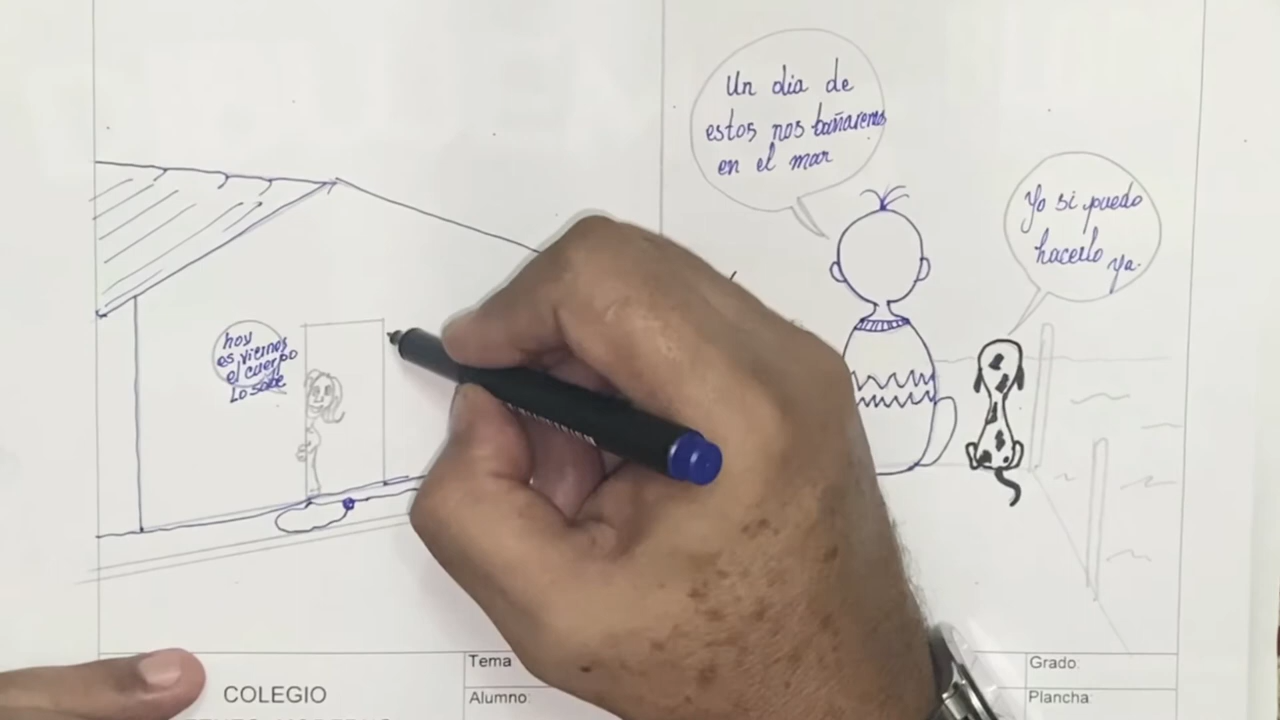 Un dia de
estos nos bañaremos
en el mar
Yo si puedo
hacerlo ya.
hoy
es viernes
el cuerpo
Lo sabe
Tema
Grado:
COLEGIO
Alumno:
Plancha: